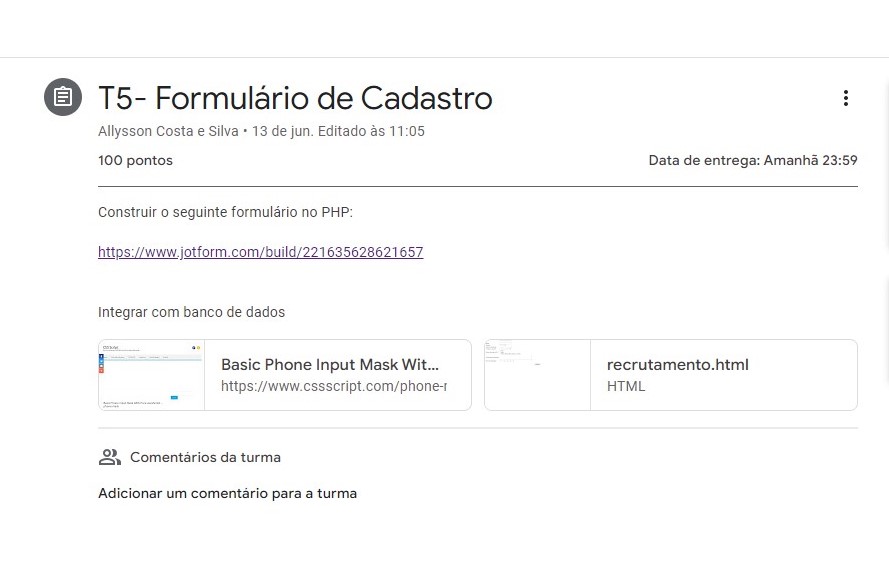 T5- Formulário de Cadastro
Allysson Costa e Silva • 13 de jun. Editado às 11:05
100 pontos
Data de entrega: Amanhã 23:59
Construir o seguinte formulário no PHP:
https://www.jotform.com/build/221635628621657
Integrar com banco de dados
Basic Phone Input Mask Wit...
https://www.cssscript.com/phone-r
recrutamento.html
HTML
Comentários da turma
Adicionar um comentário para a turma